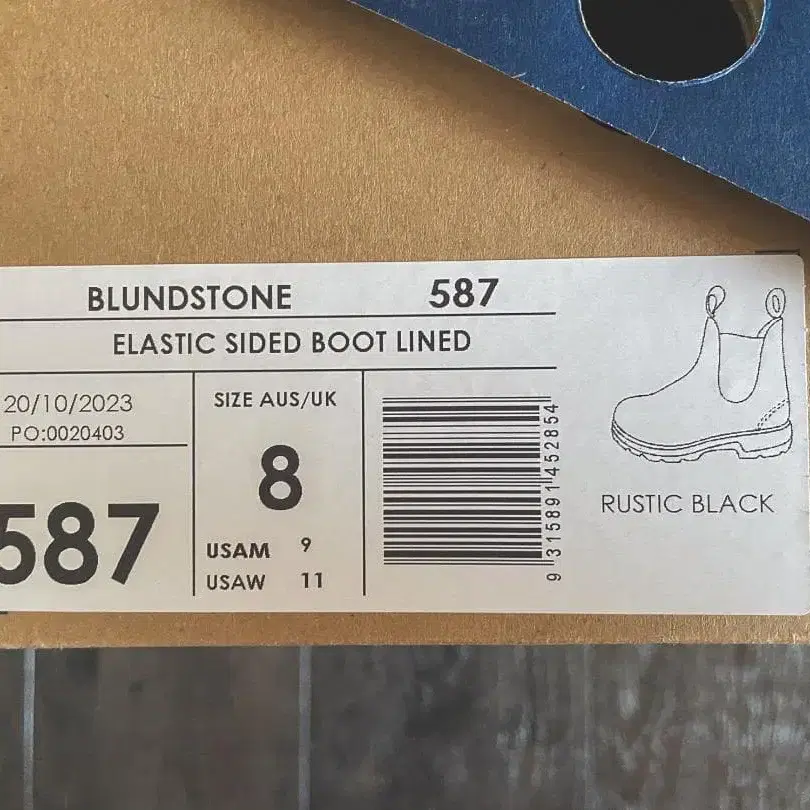 BLUNDSTONE 587
ELASTIC SIDED BOOT LINED
20/10/2023
PO:0020403
587
SIZE AUS/UK
8
USAM 9
USAW 11
9 315891 452854
RUSTIC BLACK